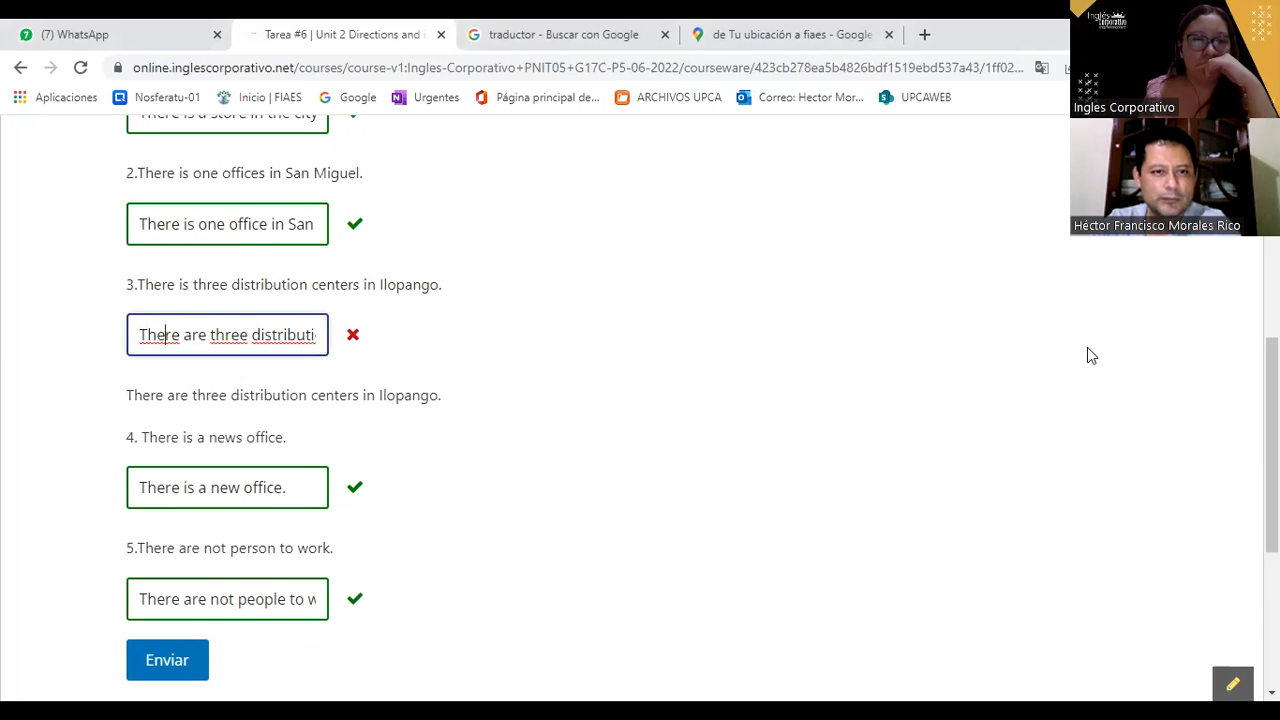 (7) WhatsApp
Tarea #6 | Unit 2 Directions and i
traductor - Buscar con Google
de Tu ubicación a fiaes - Google
online.inglescorporativo.net/courses/course-v1:Ingles-Corporativo+PNIT05+G17C-P5-06-2022/courseware/423cb278ea5b4826bdf1519ebd537a43/1ff02...
Aplicaciones
Nosferatu-01
Inicio | FIAES
Google
Urgentes
Página principal de...
ARCHIVOS UPCA
Correo: Hector Mor...
UPCAWEB
Inglés
Corporativo
Ingles Corporativo
Héctor Francisco Morales Rico
There is a store in the city
2.There is one offices in San Miguel.
There is one office in San
3.There is three distribution centers in Ilopango.
There are three distributi
There are three distribution centers in Ilopango.
4. There is a news office.
There is a new office.
5.There are not person to work.
There are not people to w
Enviar